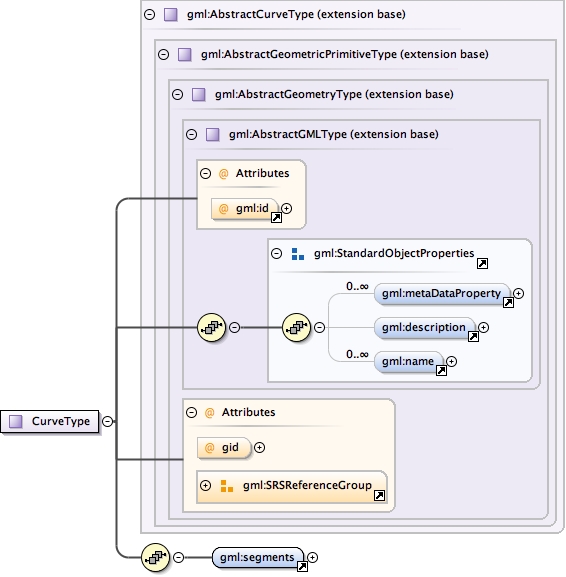 gml:AbstractCurveType (extension base)
gml:AbstractGeometricPrimitiveType (extension base)
gml:AbstractGeometryType (extension base)
gml:AbstractGMLType (extension base)
@ Attributes
@ gml:id
gml:StandardObjectProperties
0..∞
gml:metaDataProperty
gml:description
0..∞
gml:name
CurveType
@ Attributes
@ gid
gml:SRSReferenceGroup
gml:segments